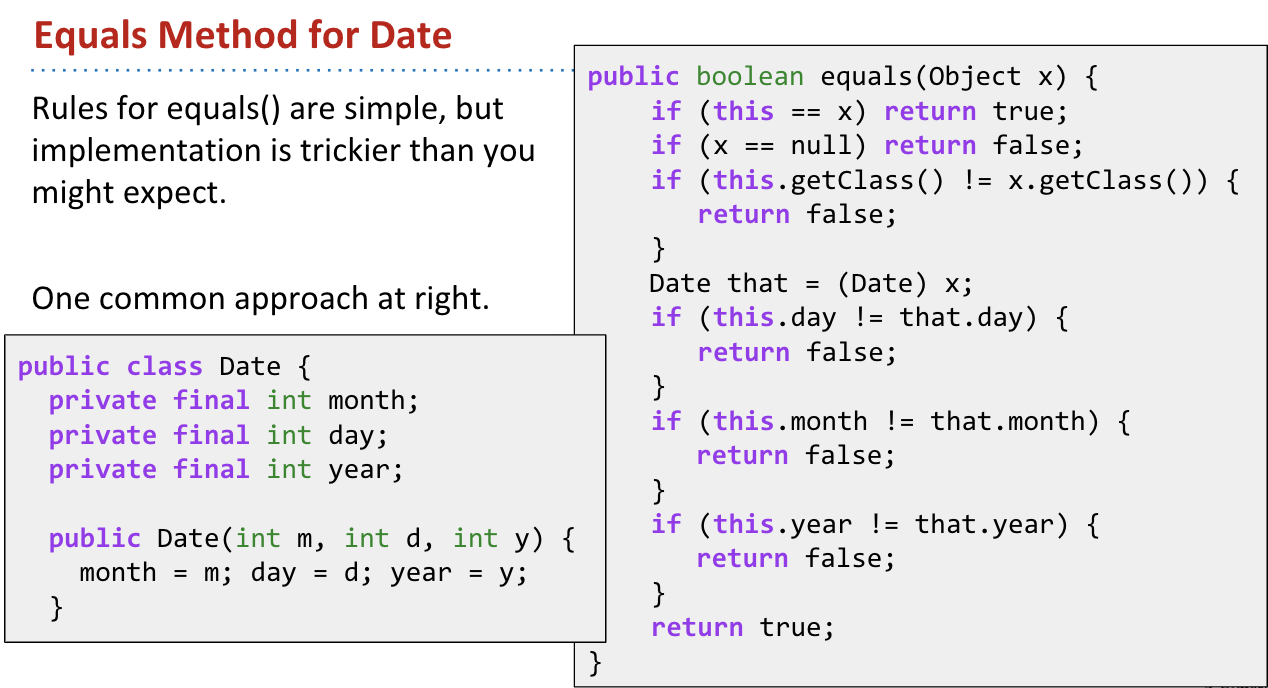 Equals Method for Date
Rules for equals() are simple, but
implementation is trickier than you
might expect.
One common approach at right.
public class Date {
  private final int month;
  private final int day;
  private final int year;

  public Date(int m, int d, int y) {
    month = m; day = d; year = y;
  }
public boolean equals(Object x) {
    if (this == x) return true;
    if (x == null) return false;
    if (this.getClass() != x.getClass()) {
       return false;
    }
    Date that = (Date) x;
    if (this.day != that.day) {
       return false;
    }
    if (this.month != that.month) {
       return false;
    }
    if (this.year != that.year) {
       return false;
    }
    return true;
}